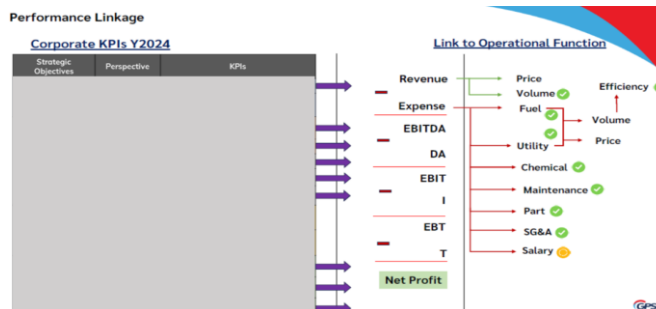 Performance Linkage
Corporate KPIs Y2024
Link to Operational Function
Strategic Objectives
Perspective
KPIs
Revenue
Expense
EBITDA
DA
EBIT
I
EBT
T
Net Profit
Price
Volume
Fuel
Utility
Chemical
Maintenance
Part
SG&A
Salary
Efficiency
Volume
Price
GPS